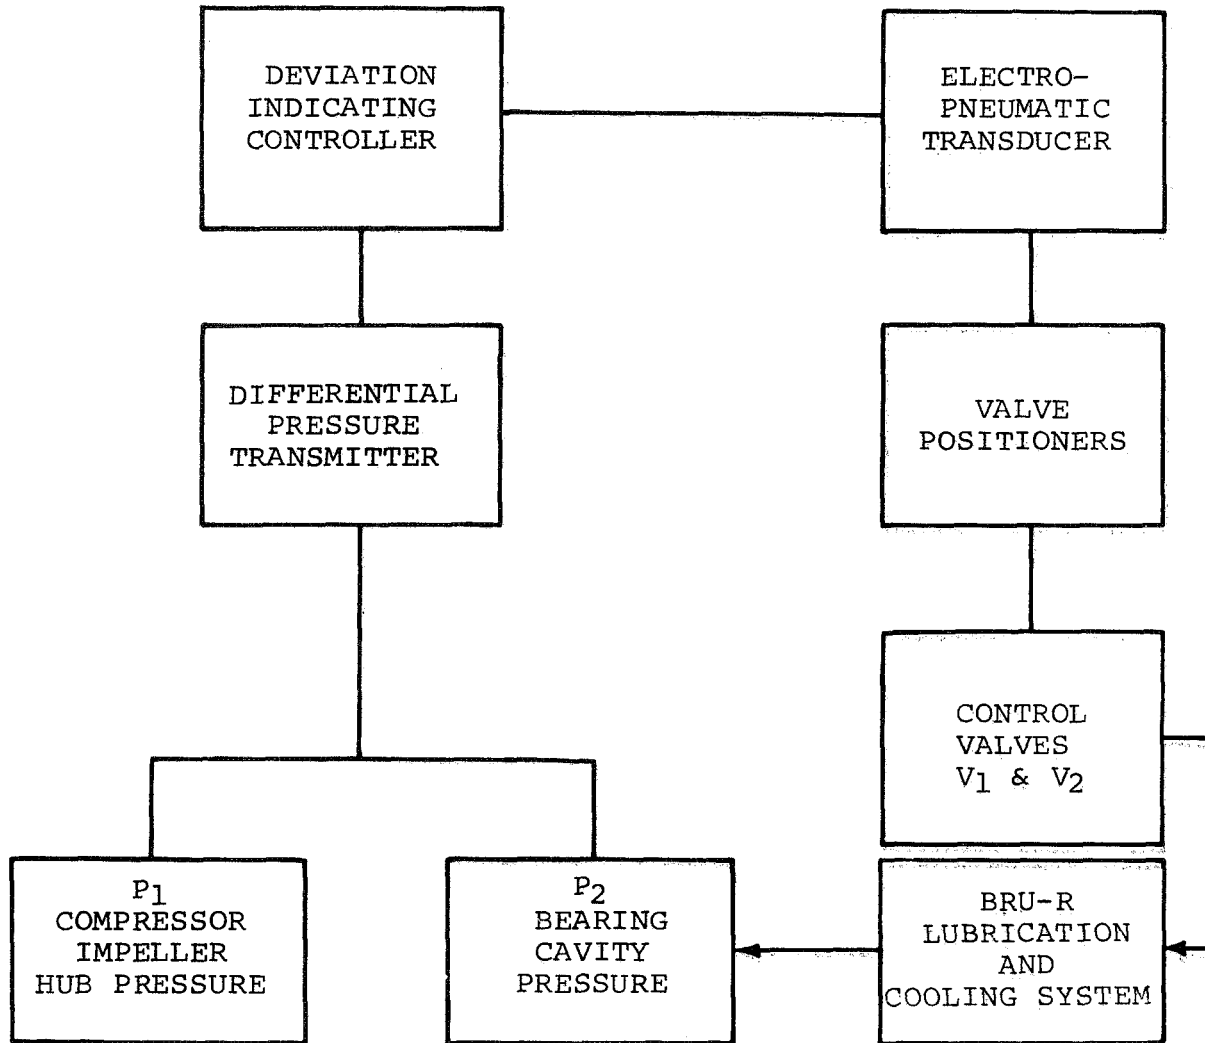 DEVIATION
INDICATING
CONTROLLER
ELECTRO-
PNEUMATIC
TRANSDUCER
DIFFERENTIAL
PRESSURE
TRANSMITTER
VALVE
POSITIONERS
CONTROL
VALVES
V1 & V2
P1
COMPRESSOR
IMPELLER
HUB PRESSURE
P2
BEARING
CAVITY
PRESSURE
BRU-R
LUBRICATION
AND
COOLING SYSTEM